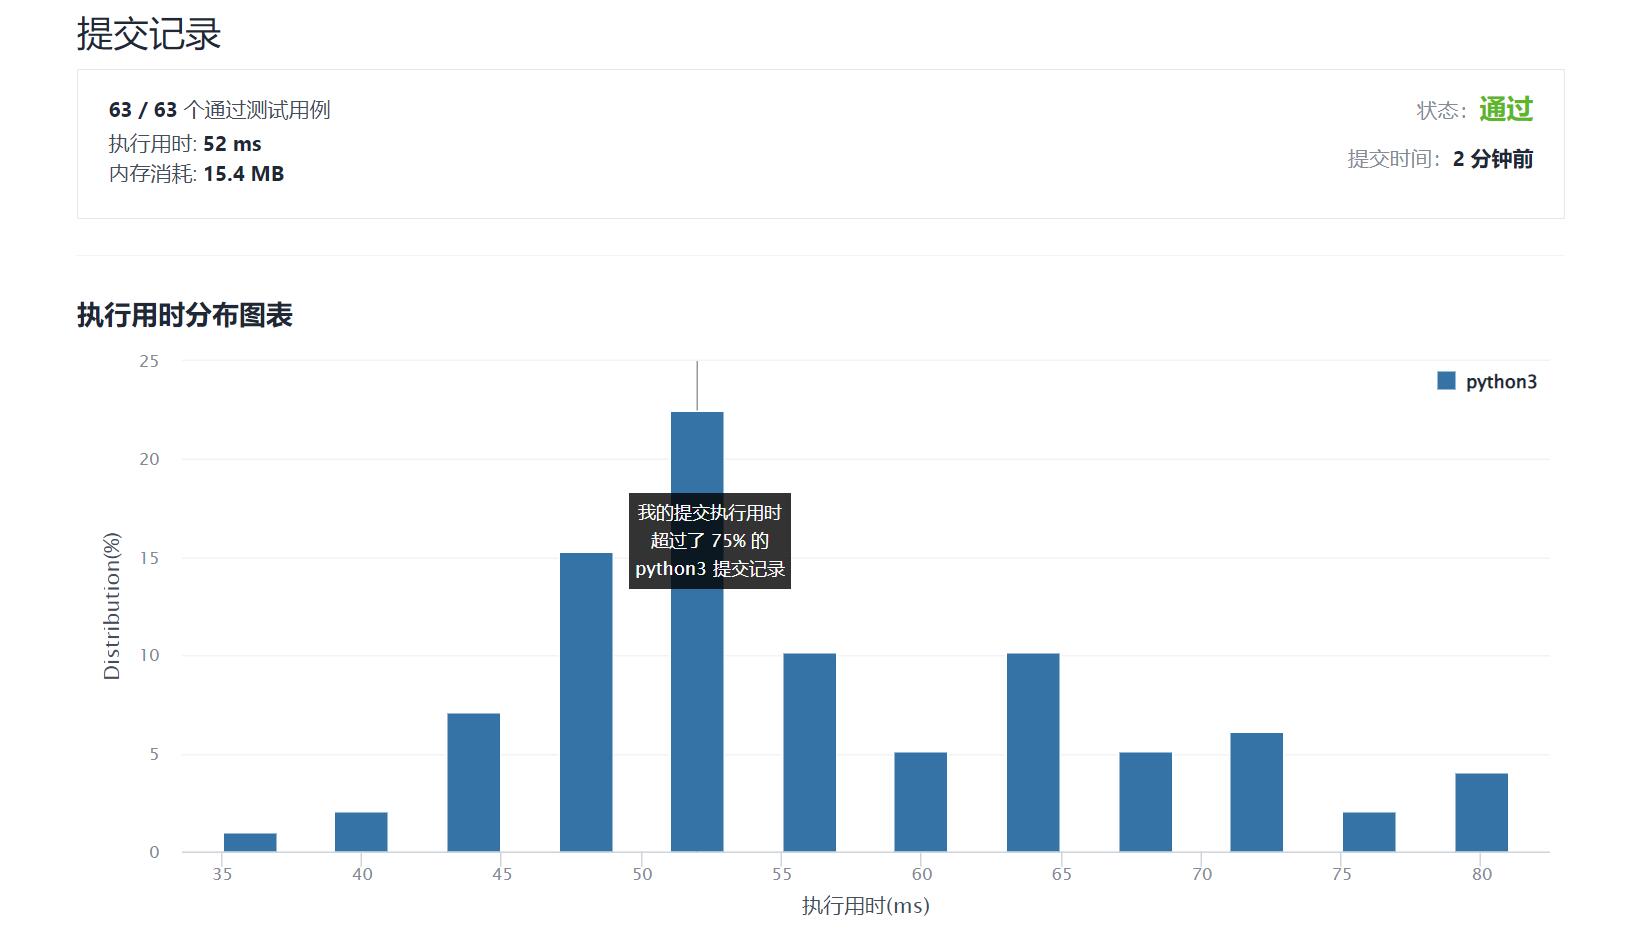 提交记录
63 / 63 个通过测试用例
状态：通过
执行用时: 52 ms
提交时间：2 分钟前
内存消耗: 15.4 MB
执行用时分布图表
25
python3
20
我的提交执行用时
超过了 75% 的
python3 提交记录
15
Distribution(%)
10
5
0
35 40 45 50 55 60 65 70 75 80
执行用时(ms)